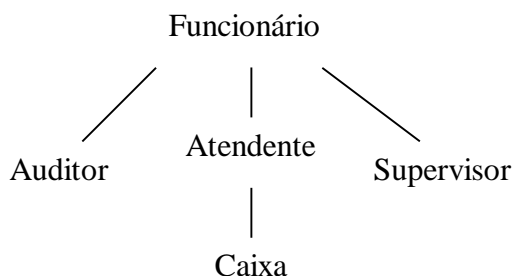 Funcionário
Auditor
Atendente
Supervisor
Caixa